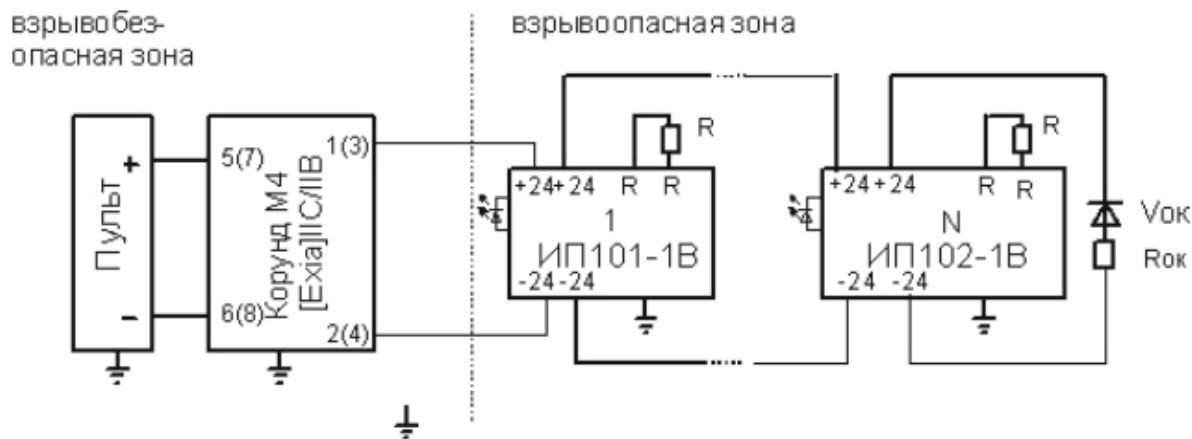 взрывобез-
опасная зона
взрывоопасная зона
Пульт
+
–
5(7)
6(8)
Корунд М4
[Exia]IIC/IIB
1(3)
2(4)
+24+24 R R
R
1
ИП101-1В
-24 -24
+24 +24 R R
R
N
ИП102-1В
-24 -24
Vок
Rок